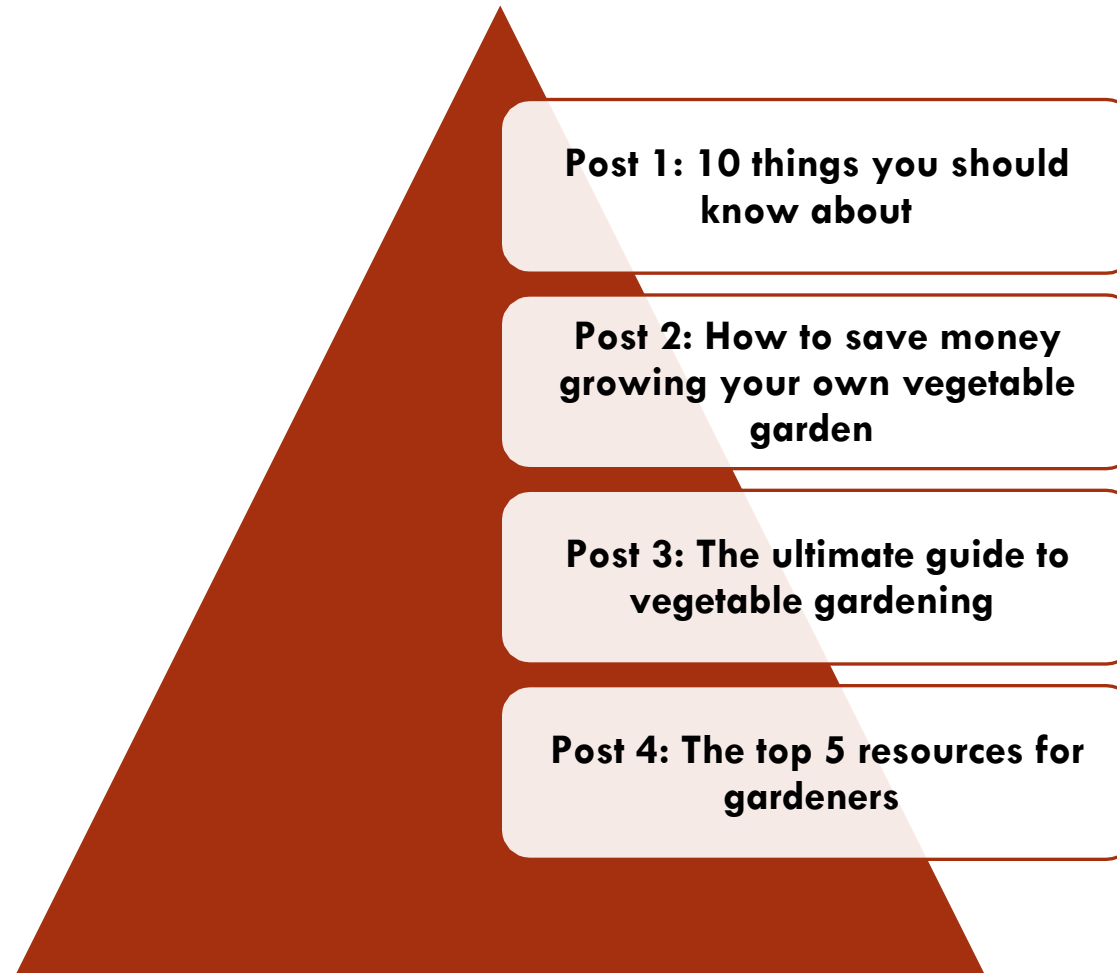 Post 1: 10 things you should
know about
Post 2: How to save money
growing your own vegetable
garden
Post 3: The ultimate guide to
vegetable gardening
Post 4: The top 5 resources for
gardeners